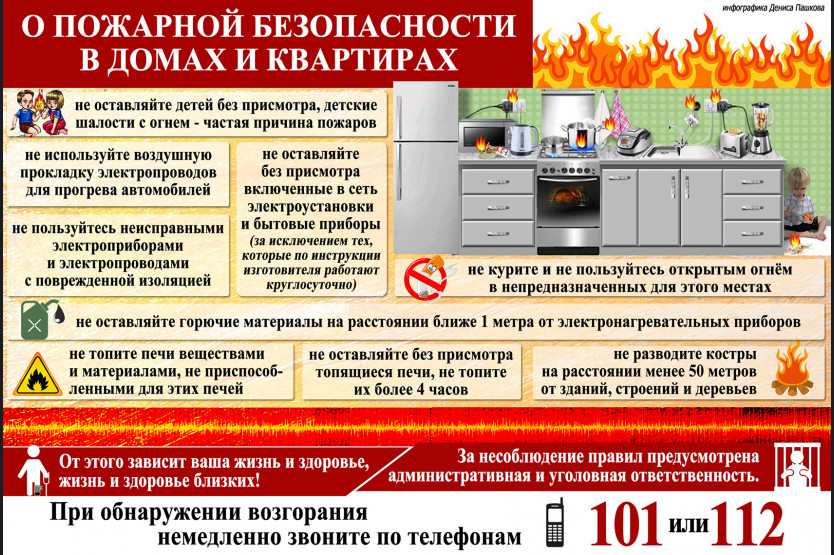 инфографика Дениса Пашкова
О ПОЖАРНОЙ БЕЗОПАСНОСТИ
В ДОМАХ И КВАРТИРАХ
не оставляйте детей без присмотра, детские
шалости с огнем - частая причина пожаров
не используйте воздушную
прокладку электропроводов
для прогрева автомобилей
не пользуйтесь неисправными
электроприборами
и электропроводами
с поврежденной изоляцией
не оставляйте
без присмотра
включенные в сеть
электроустановки
и бытовые приборы
(за исключением тех,
которые по инструкции
изготовителя работают
круглосуточно)
не курите и не пользуйтесь открытым огнём
в непредназначенных для этого местах
не оставляйте горючие материалы на расстоянии ближе 1 метра от электронагревательных приборов
не топите печи веществами
и материалами, не приспособ-
ленными для этих печей
не оставляйте без присмотра
топящиеся печи, не топите
их более 4 часов
не разводите костры
на расстоянии менее 50 метров
от зданий, строений и деревьев
От этого зависит ваша жизнь и здоровье,
жизнь и здоровье близких!
За несоблюдение правил предусмотрена
административная и уголовная ответственность.
При обнаружении возгорания
немедленно звоните по телефонам
101 или 112